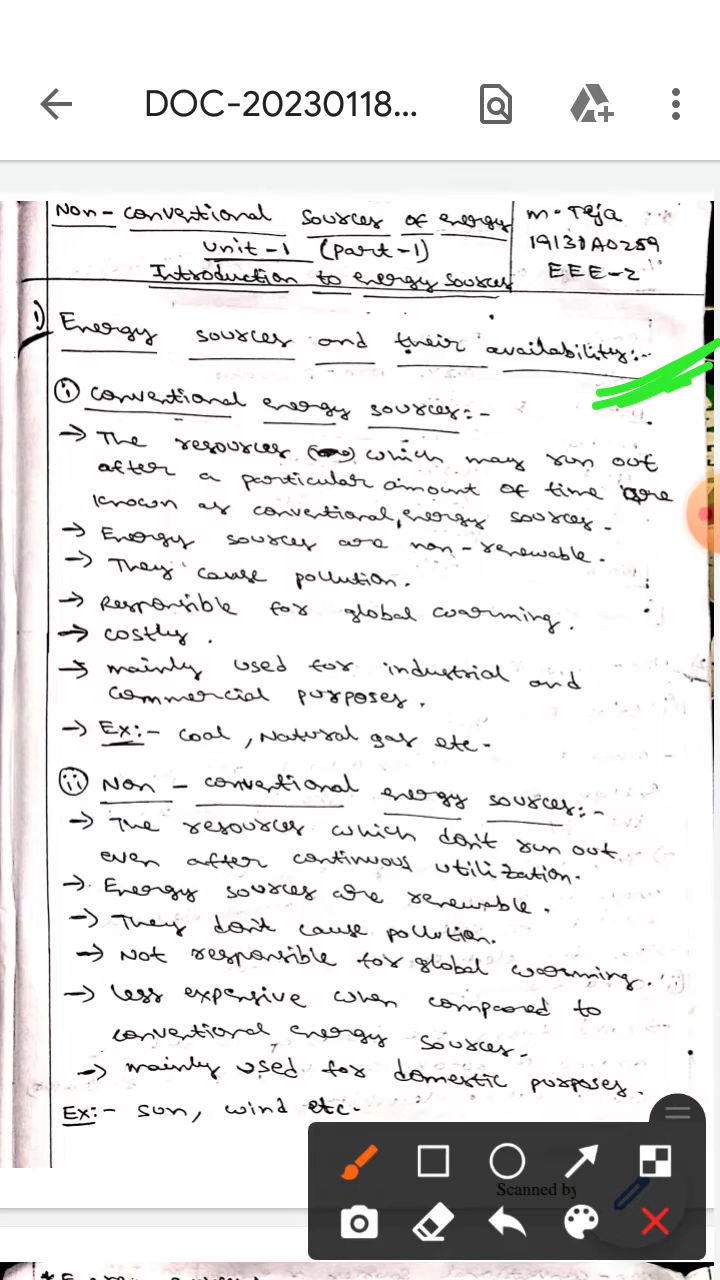 DOC-20230118...
Non-conventional sources of energy
unit-1 (part-1)
Introduction to energy sources
M. Teja
19131A0259
EEE-2
1) Energy sources and their availability:-
(i) conventional energy sources:-
→ The resources which may run out
after a particular amount of time are
known as conventional energy sources.
→ Energy sources are non-renewable.
→ They cause pollution.
→ Responsible for global warming.
→ costly.
→ mainly used for industrial and
commercial purposes.
→ Ex:- coal, Natural gas etc.
(ii) Non-conventional energy sources:-
→ The resources which don't run out
even after continuous utilization.
→ Energy sources are renewable.
→ They don't cause pollution.
→ Not responsible for global warming.
→ less expensive when compared to
conventional energy sources.
→ mainly used for domestic purposes.
Ex:- sun, wind etc.
Scanned by